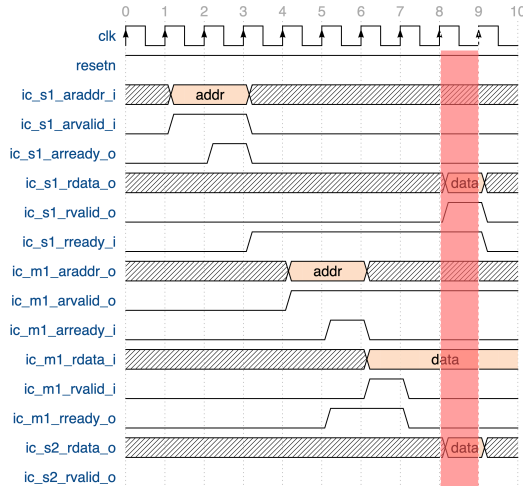 0 1 2 3 4 5 6 7 8 9 10
clk
resetn
ic_s1_araddr_i addr
ic_s1_arvalid_i
ic_s1_arready_o
ic_s1_rdata_o data
ic_s1_rvalid_o
ic_s1_rready_i
ic_m1_araddr_o addr
ic_m1_arvalid_o
ic_m1_arready_i
ic_m1_rdata_i data
ic_m1_rvalid_i
ic_m1_rready_o
ic_s2_rdata_o data
ic_s2_rvalid_o